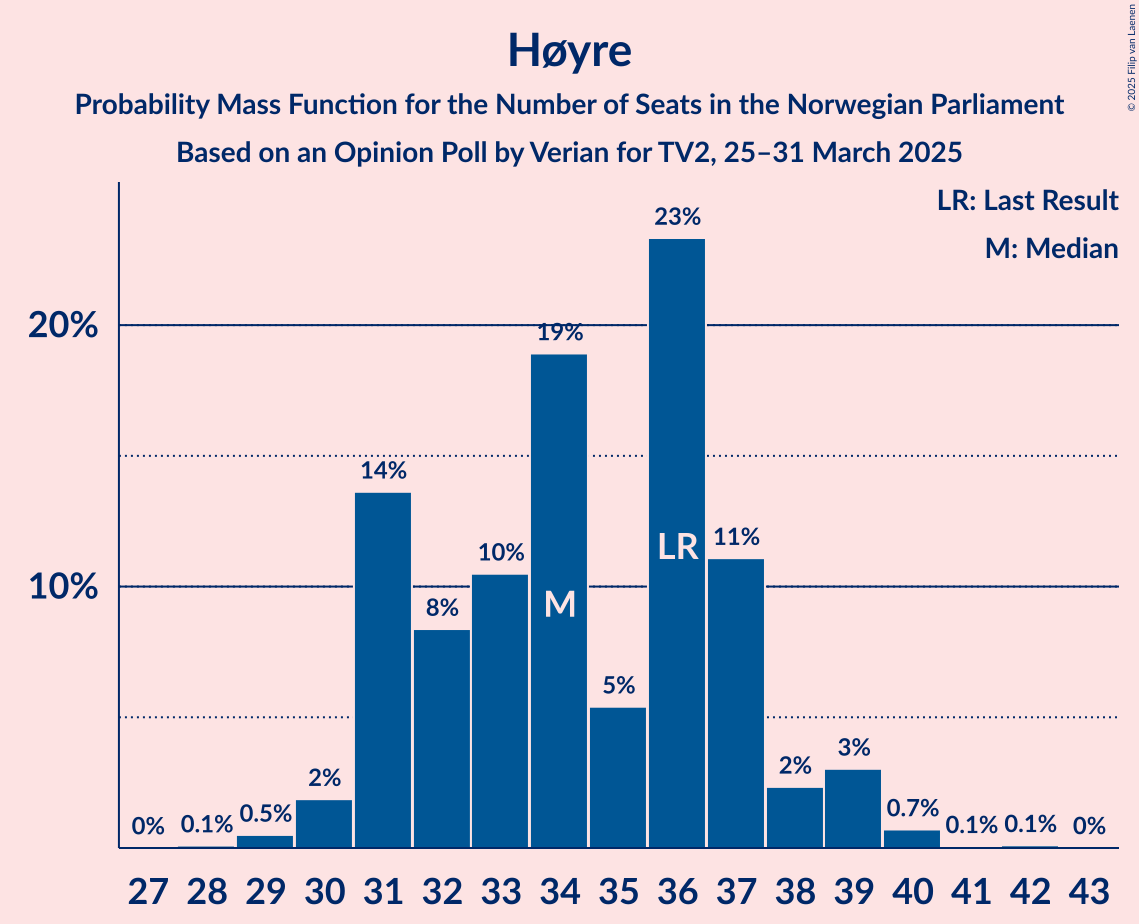 © 2025 Filip van Laenen
Høyre
Probability Mass Function for the Number of Seats in the Norwegian Parliament
Based on an Opinion Poll by Verian for TV2, 25–31 March 2025
LR: Last Result
M: Median
20%
10%
0%
0.1%
0.5%
2%
14%
8%
10%
19%
5%
23%
11%
2%
3%
0.7%
0.1%
0.1%
0%
M
LR
27 28 29 30 31 32 33 34 35 36 37 38 39 40 41 42 43